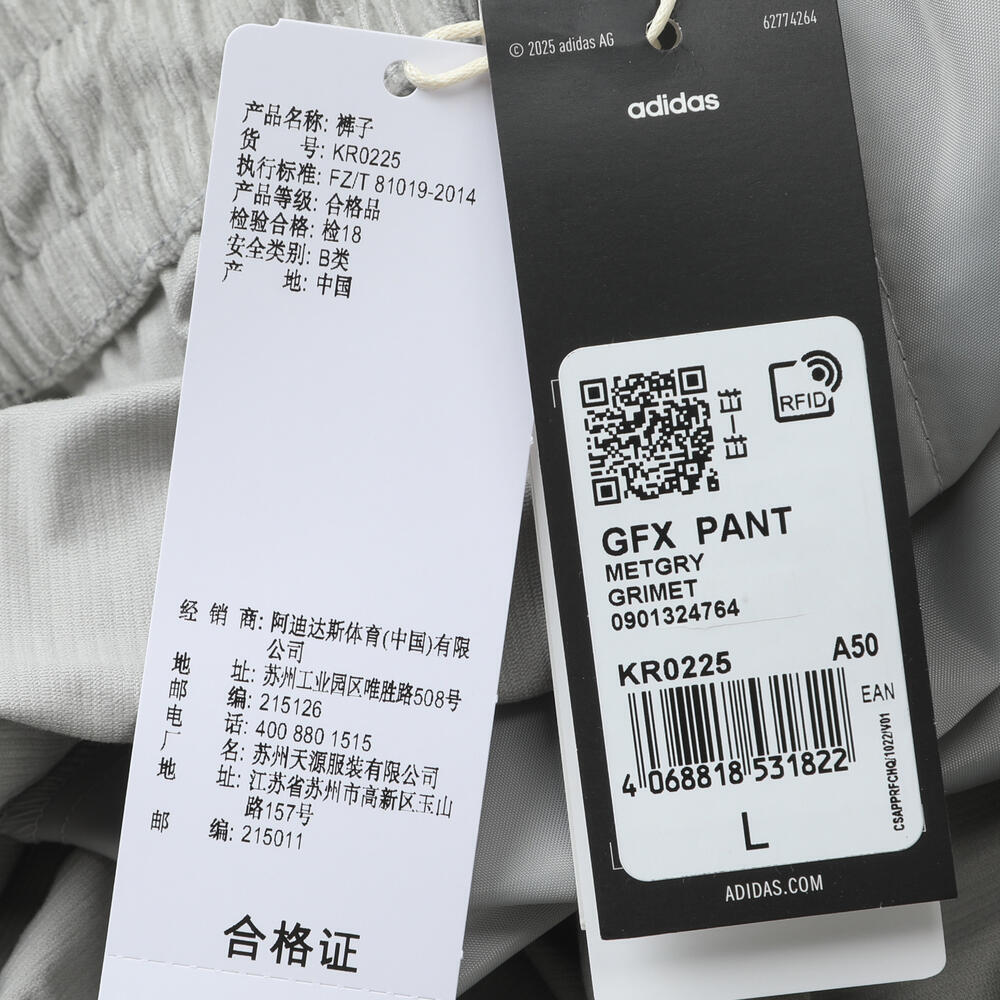 产品名称: 裤子
货 号: KR0225
执行标准: FZ/T 81019-2014
产品等级: 合格品
检验合格: 检18
安全类别: B类
产 地: 中国
经 销 商: 阿迪达斯体育(中国)有限
公司
地 址: 苏州工业园区唯胜路508号
邮 编: 215126
电 话: 400 880 1515
厂 名: 苏州天源服装有限公司
地 址: 江苏省苏州市高新区玉山
路157号
邮 编: 215011
合格证
© 2025 adidas AG
62774264
adidas
RFID
GFX PANT
METGRY
GRIMET
0901324764
KR0225
A50
EAN
4 068818 531822
CSAPPRFCHQ/1022/V01
L
ADIDAS.COM